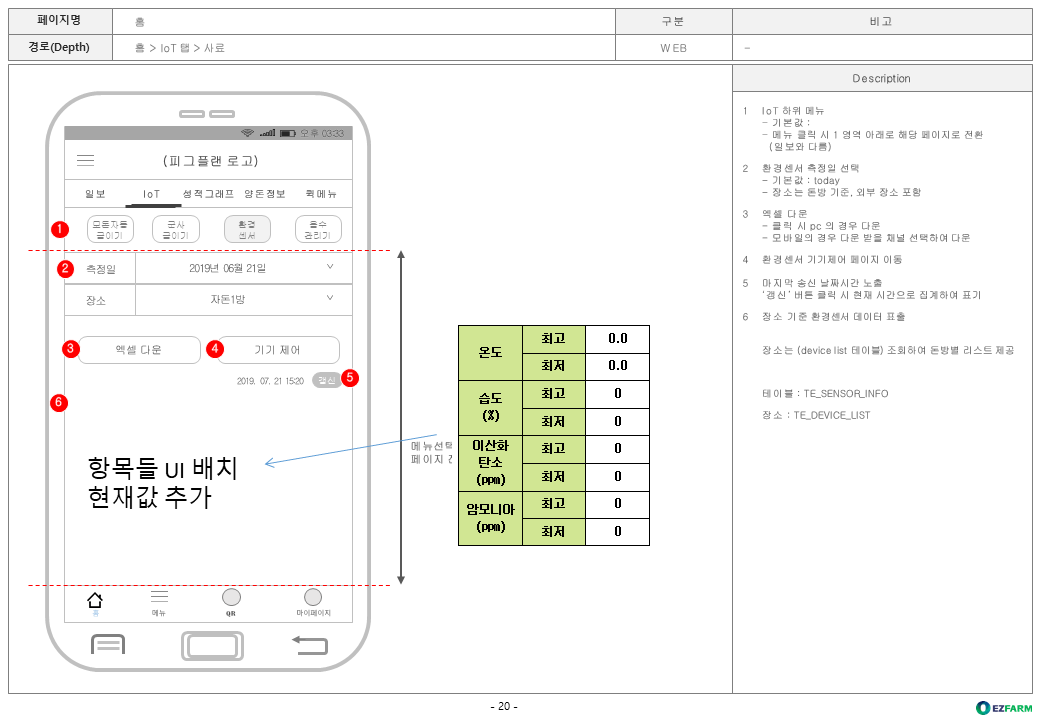 페이지명
홈
구분
비고
경로(Depth)
홈 > IoT 탭 > 사료
WEB
-
오후 03:33
(피그플랜 로고)
일보
IoT
성적그래프
양돈정보
퀵메뉴
1
모돈자동
급이기
군사
급이기
환경
센서
음수
관리기
2
측정일
2019년 06월 21일
장소
자돈1방
3
엑셀 다운
4
기기 제어
2019. 07. 21 15:20
갱신
5
6
항목들 UI 배치
현재값 추가
메뉴선택
페이지
홈
메뉴
QR
마이페이지
온도
최고
0.0
최저
0.0
습도
(%)
최고
0
최저
0
이산화
탄소
(ppm)
최고
0
최저
0
암모니아
(ppm)
최고
0
최저
0
Description
1 IoT 하위 메뉴
- 기본값 :
- 메뉴 클릭 시 1 영역 아래로 해당 페이지로 전환
(일보와 다름)
2 환경센서 측정일 선택
- 기본값 : today
- 장소는 돈방 기준, 외부 장소 포함
3 엑셀 다운
- 클릭 시 pc 의 경우 다운
- 모바일의 경우 다운 받을 채널 선택하여 다운
4 환경센서 기기제어 페이지 이동
5 마지막 송신 날짜시간 노출
‘갱신’ 버튼 클릭 시 현재 시간으로 집계하여 표기
6 장소 기준 환경센서 데이터 표출
장소는 (device list 테이블) 조회하여 돈방별 리스트 제공
테이블 : TE_SENSOR_INFO
장소 : TE_DEVICE_LIST
- 20 -
EZFARM